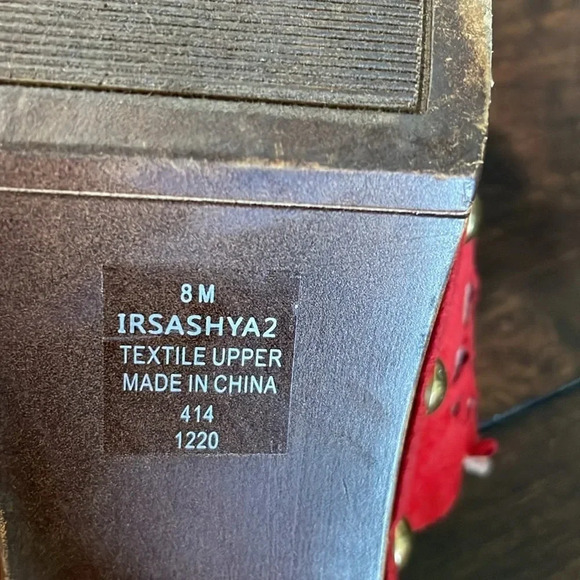 8 M
IRSASHYA2
TEXTILE UPPER
MADE IN CHINA
414
1220